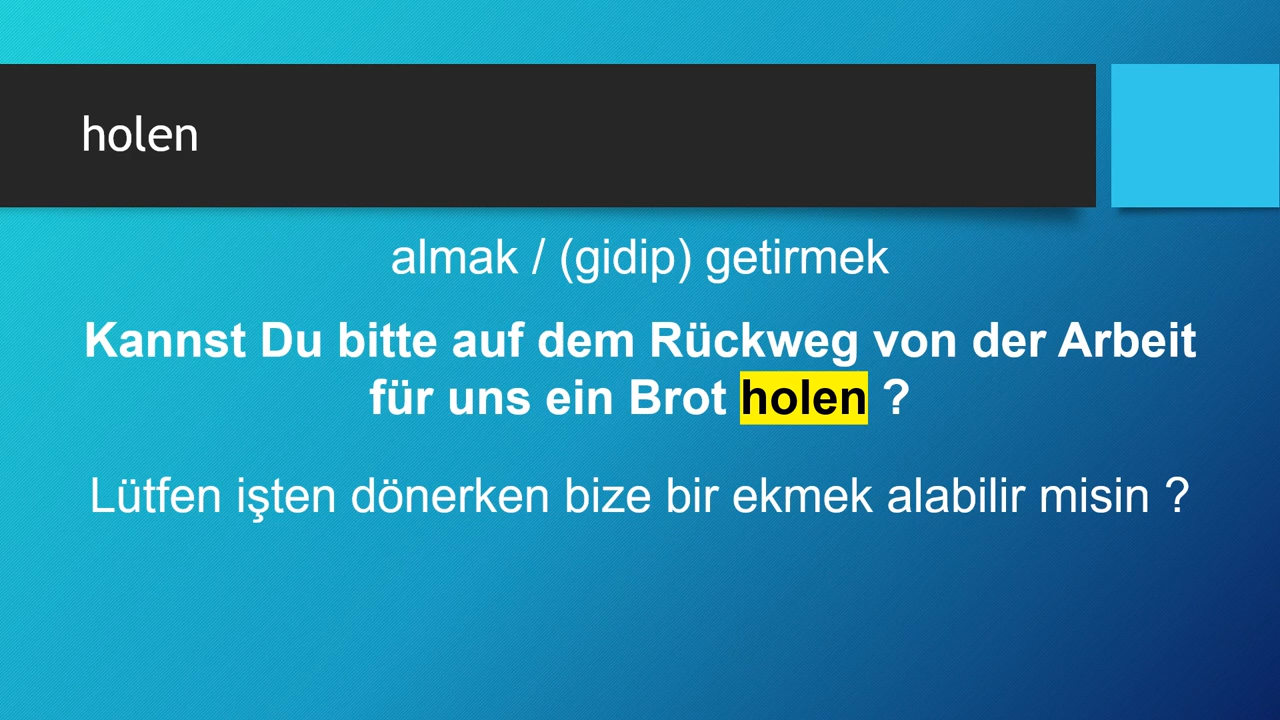 holen
almak / (gidip) getirmek
Kannst Du bitte auf dem Rückweg von der Arbeit
für uns ein Brot holen ?
Lütfen işten dönerken bize bir ekmek alabilir misin ?